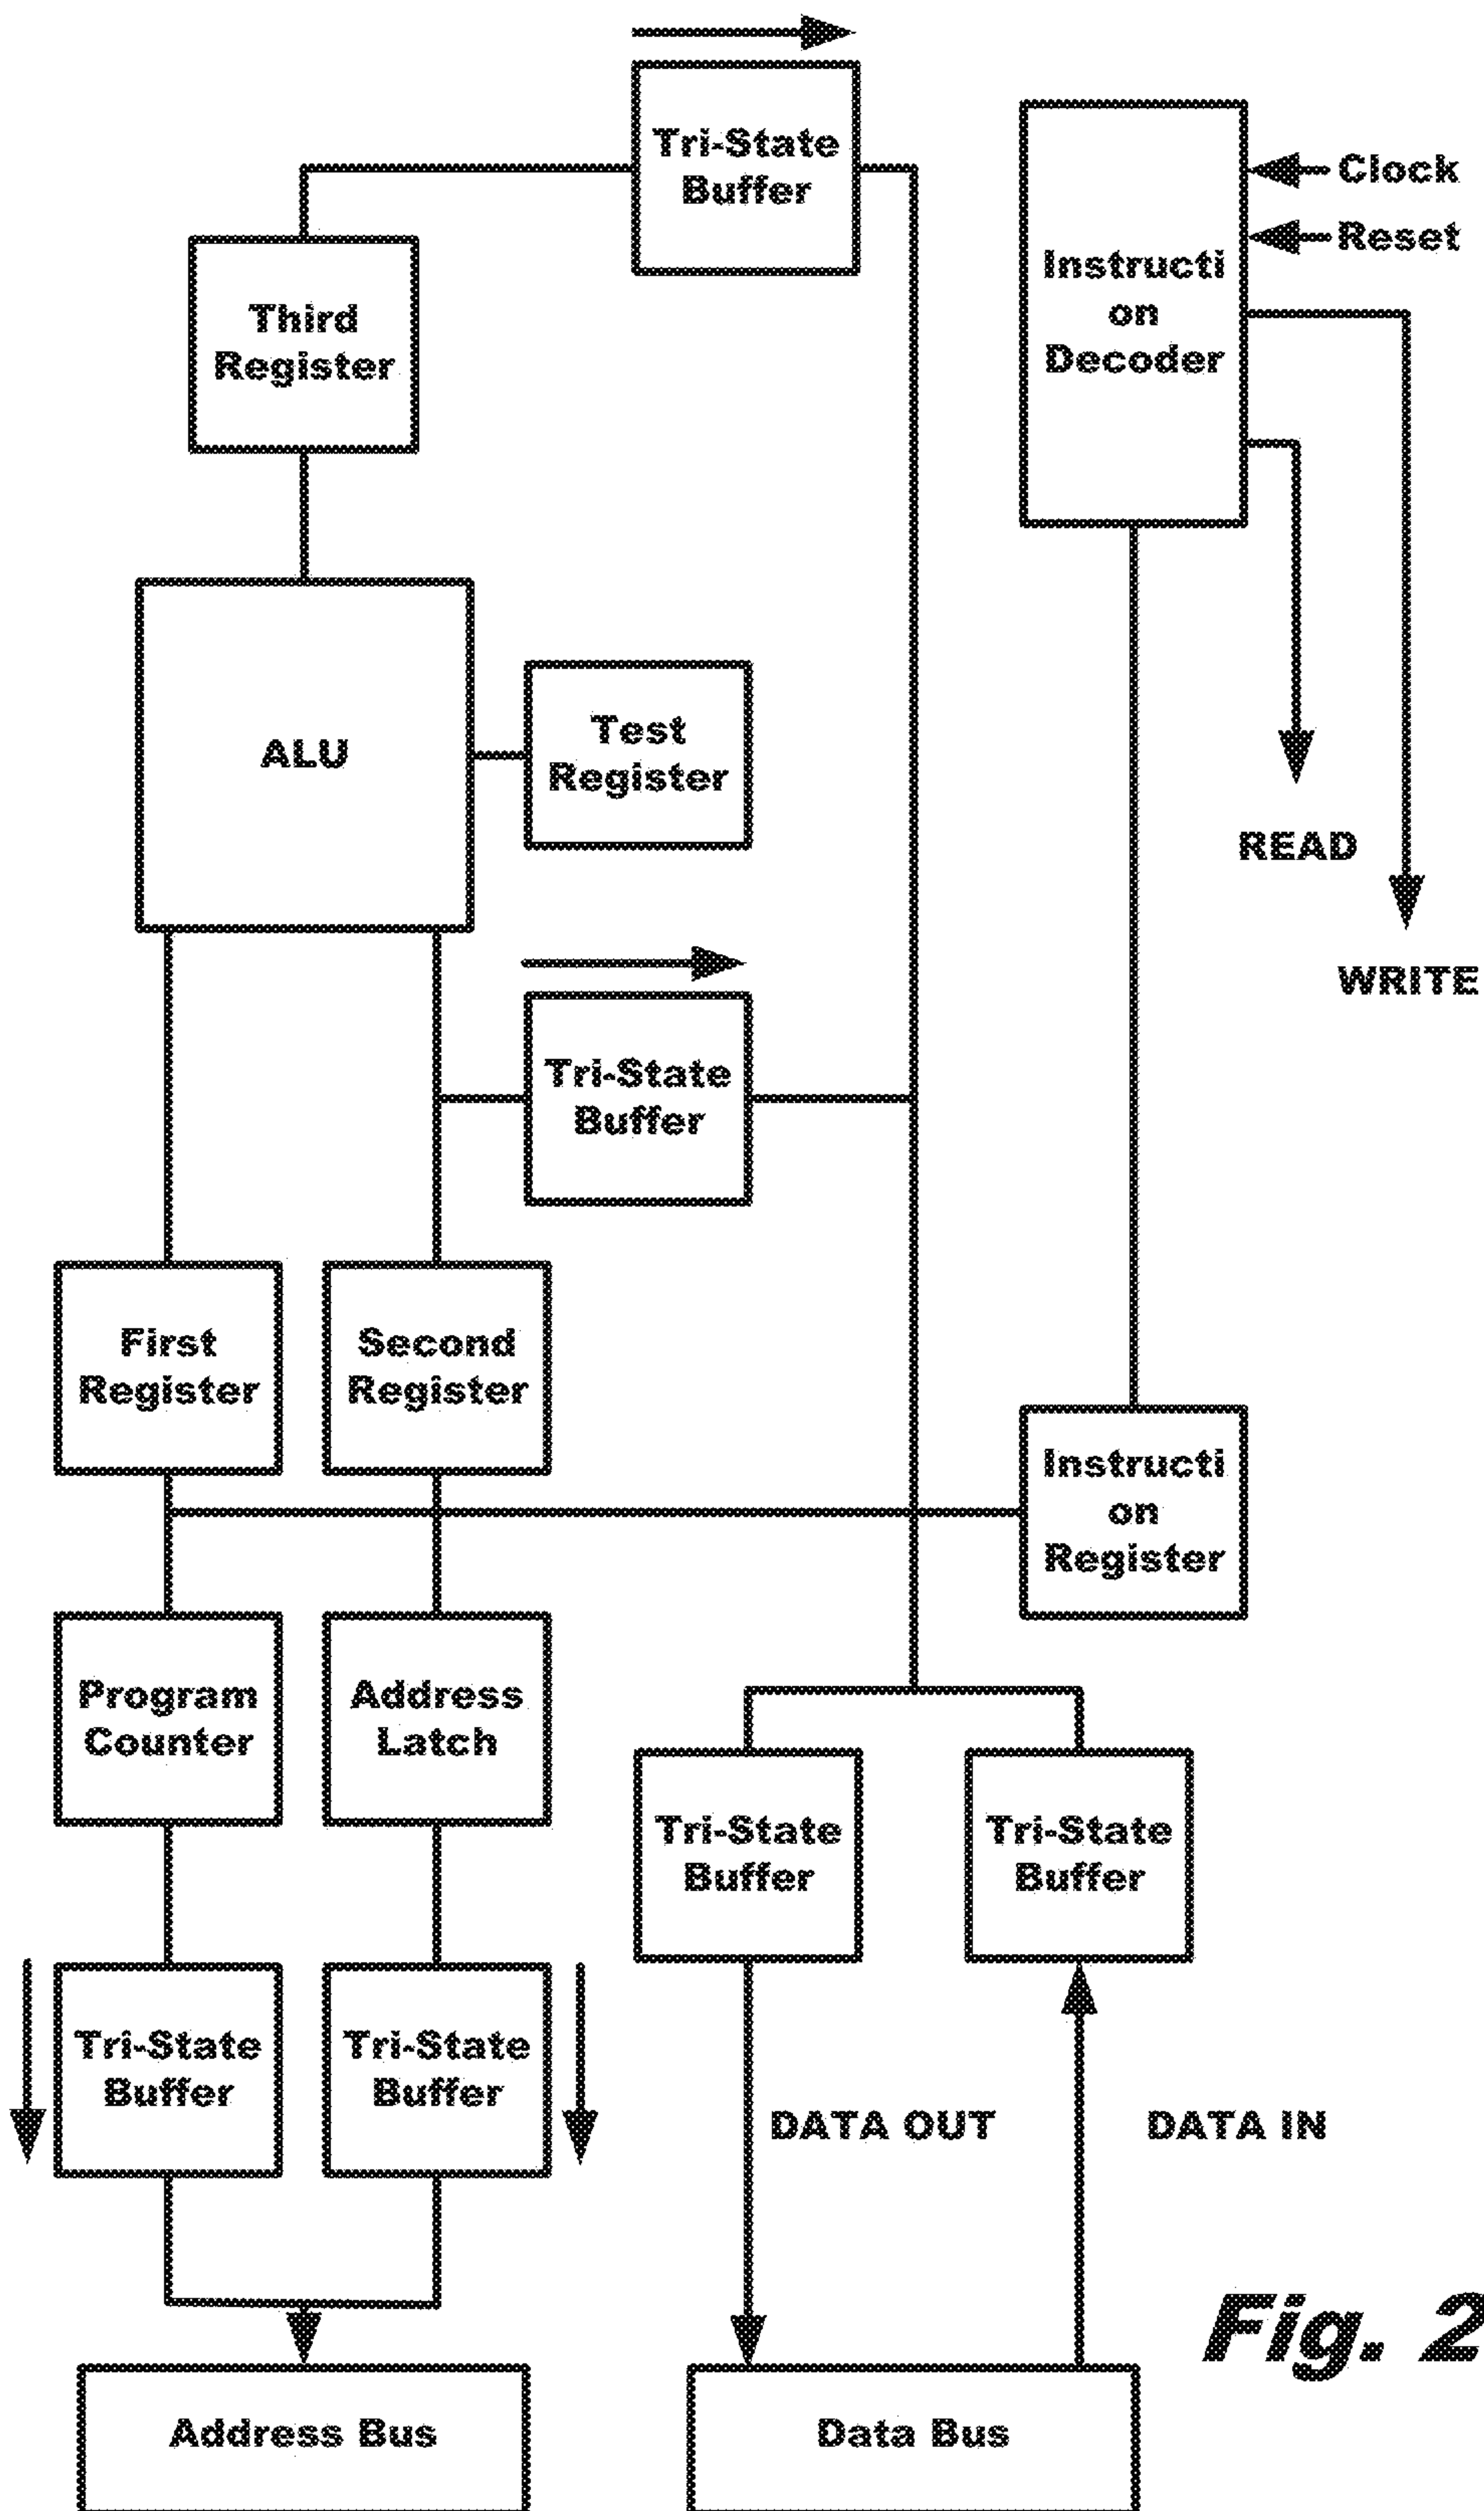 Tri-State
Buffer
Clock
Reset
Instructi
on
Decoder
Third
Register
ALU
Test
Register
READ
WRITE
Tri-State
Buffer
First
Register
Second
Register
Instructi
on
Register
Program
Counter
Address
Latch
Tri-State
Buffer
Tri-State
Buffer
Tri-State
Buffer
Tri-State
Buffer
DATA OUT
DATA IN
Fig. 2
Address Bus
Data Bus